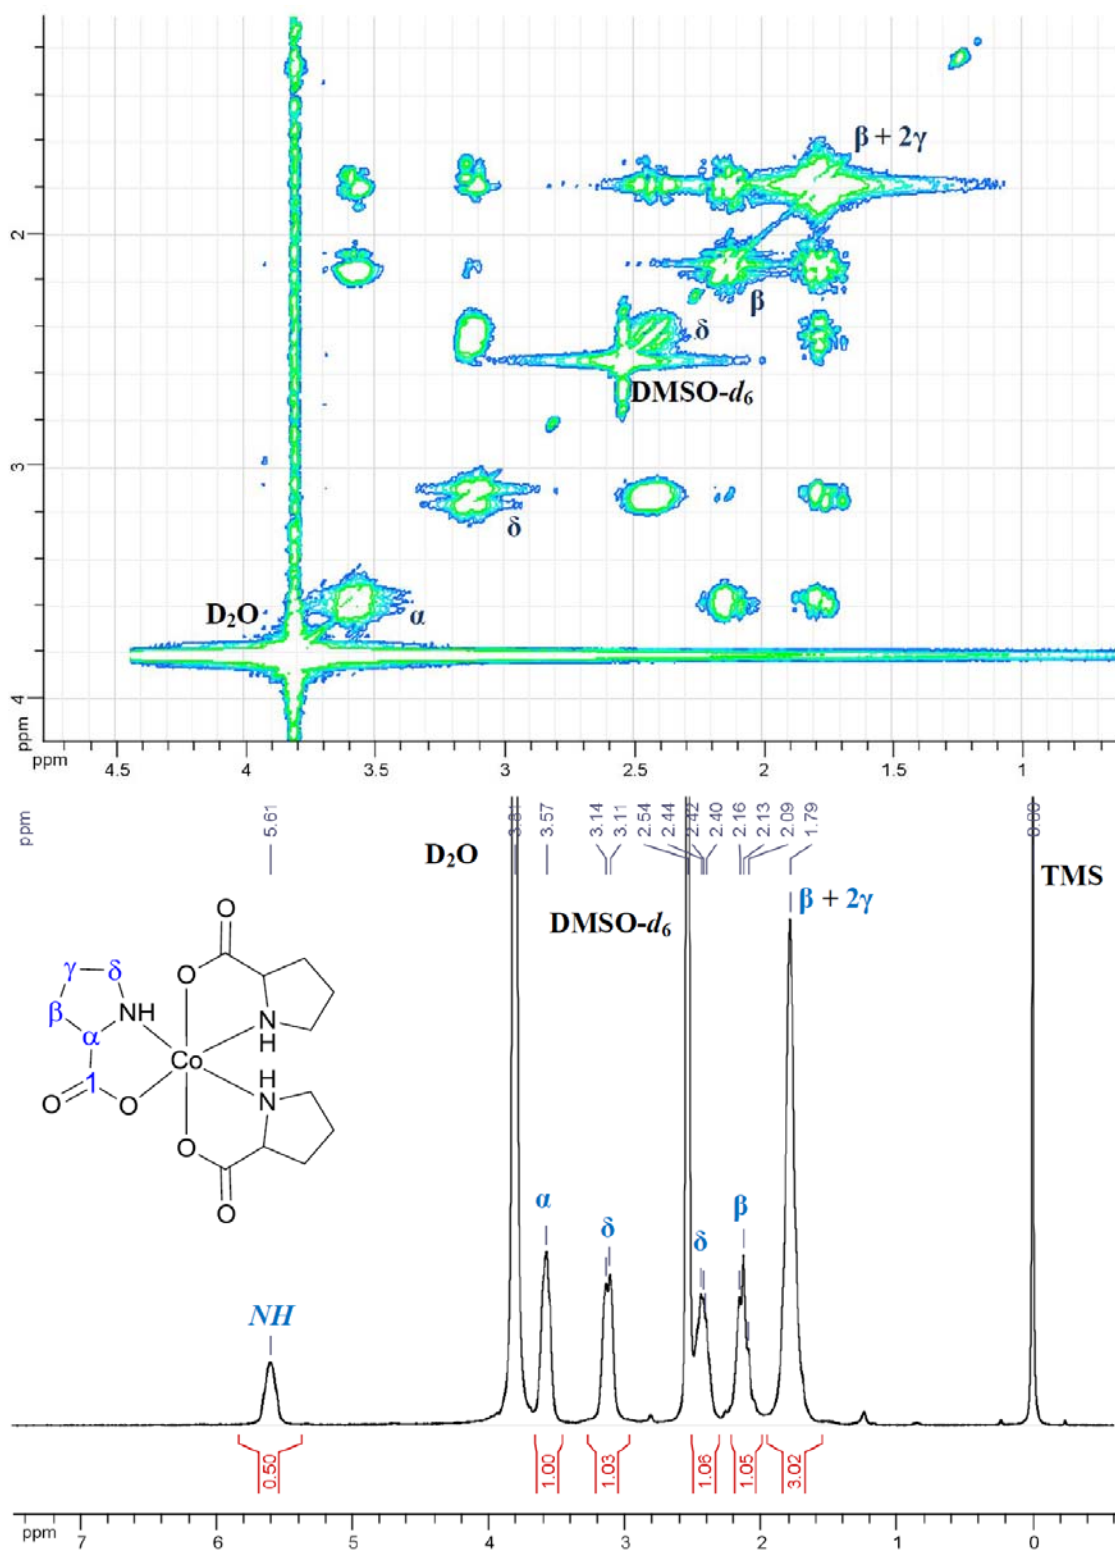 β + 2γ
2
β
δ
DMSO-d6
3
δ
D2O
α
4
ppm
ppm
4.5
4
3.5
3
2.5
2
1.5
1
ppm
5.61
3.81
3.57
3.14
3.11
2.54
2.44
2.42
2.40
2.16
2.13
2.09
1.79
0.00
D2O
TMS
β + 2γ
DMSO-d6
O
γ
δ
O
β
NH
N
H
α
Co
H
N
1
O
O
O
O
α
δ
δ
β
NH
0.50
1.00
1.03
1.06
1.05
3.02
ppm
7
6
5
4
3
2
1
0